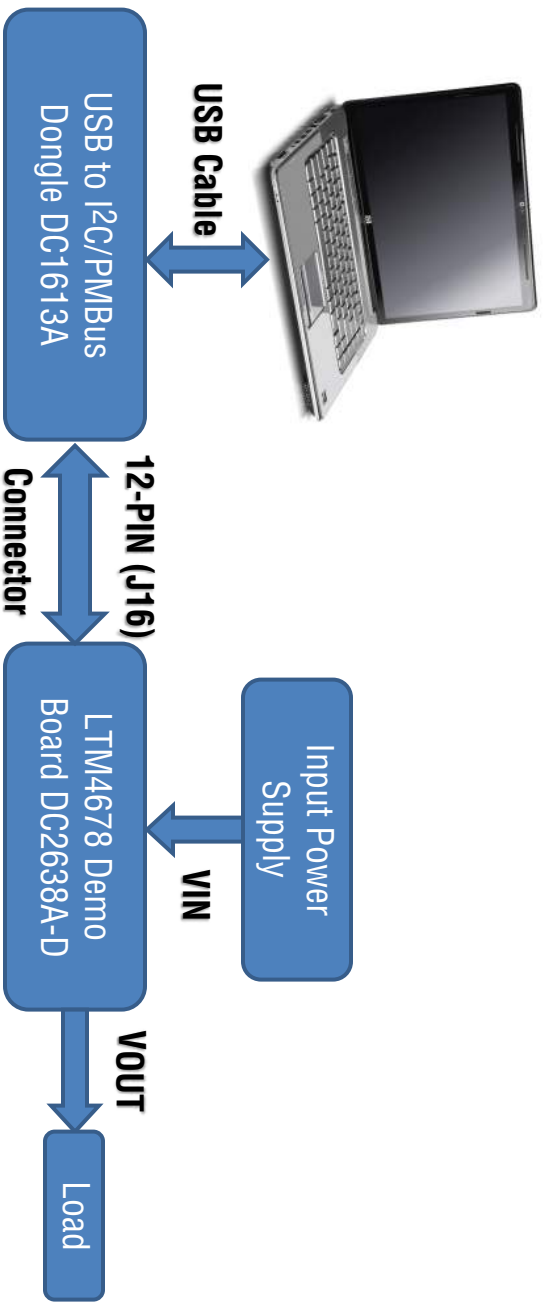 USB Cable
USB to I²C/PMBus
Dongle DC1613A
12-PIN (J16)
Connector
Input Power
Supply
VIN
LTM4678 Demo
Board DC2638A-D
VOUT
Load